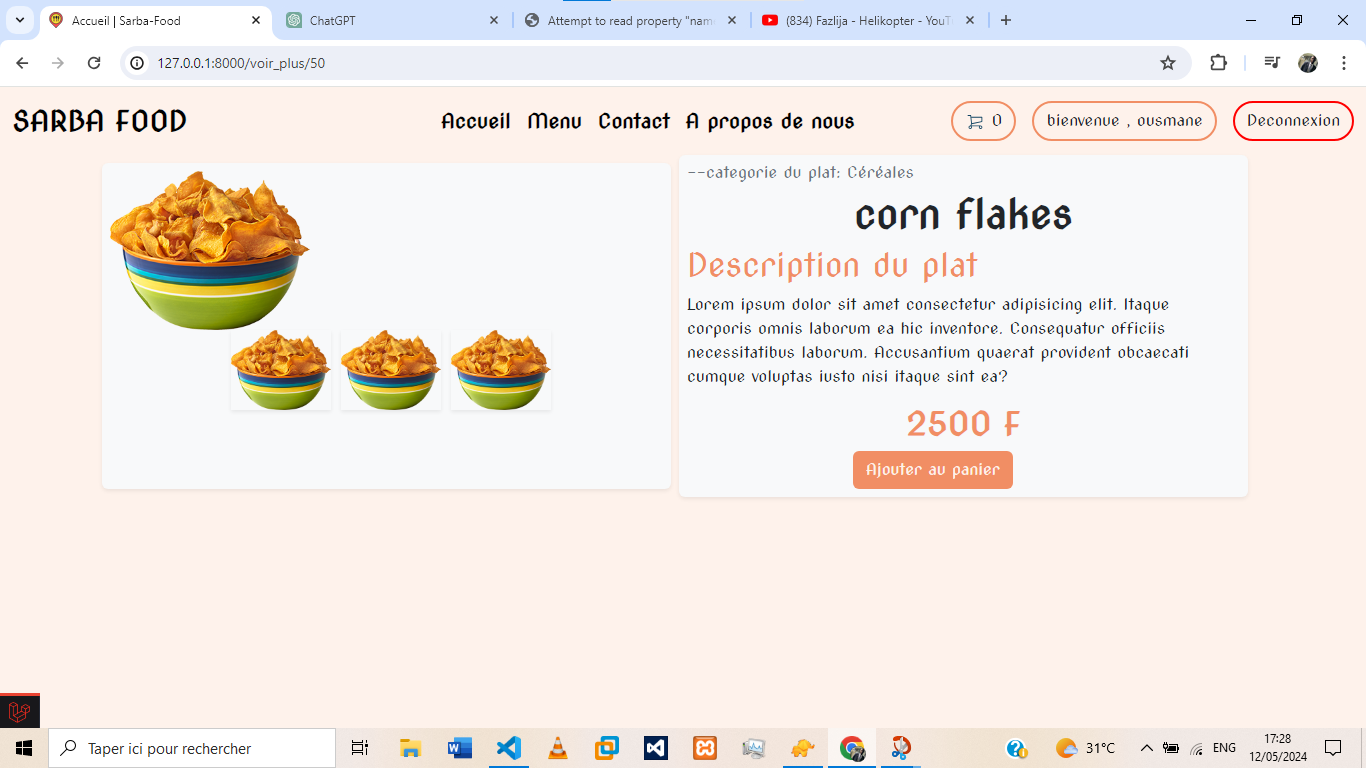 Accueil | Sarba-Food
ChatGPT
Attempt to read property "nam
(834) Fazlija - Helikopter - YouT
127.0.0.1:8000/voir_plus/50
SARBA FOOD
Accueil Menu Contact A propos de nous
0
bienvenue , ousmane
Deconnexion
--categorie du plat: Céréales
corn flakes
Description du plat
Lorem ipsum dolor sit amet consectetur adipisicing elit. Itaque
corporis omnis laborum ea hic inventore. Consequatur officiis
necessitatibus laborum. Accusantium quaerat provident obcaecati
cumque voluptas iusto nisi itaque sint ea?
2500 F
Ajouter au panier
Taper ici pour rechercher
31°C
ENG
17:28
12/05/2024